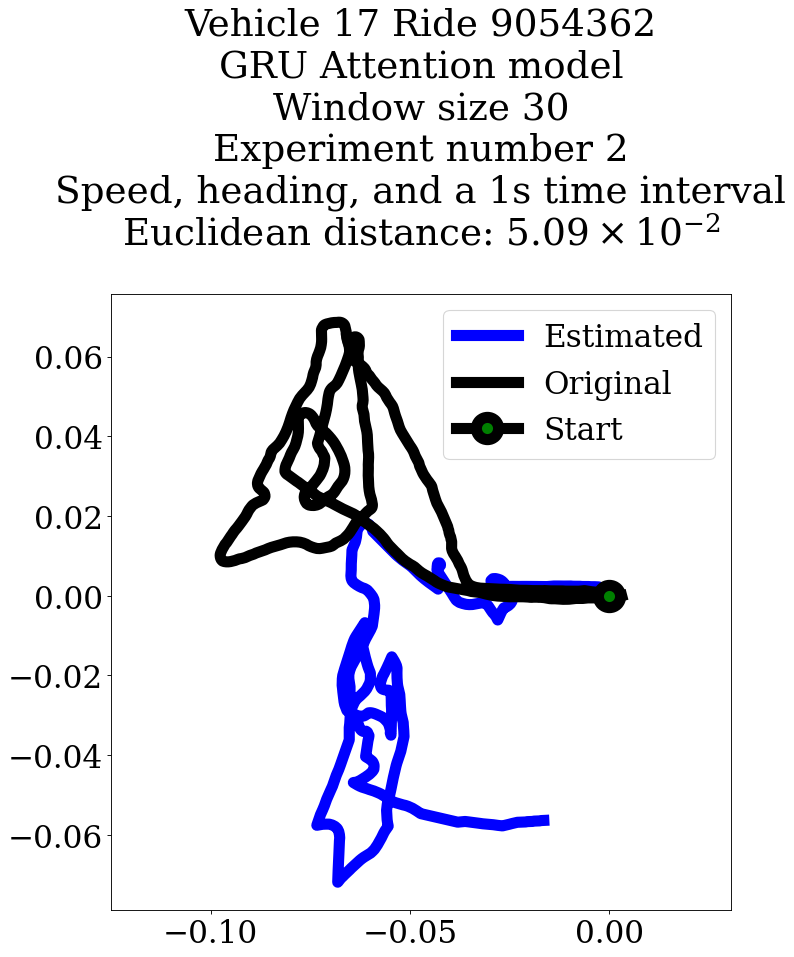 Vehicle 17 Ride 9054362
GRU Attention model
Window size 30
Experiment number 2
Speed, heading, and a 1s time interval
Euclidean distance: 5.09 × 10⁻²
Estimated
Original
Start
0.06
0.04
0.02
0.00
−0.02
−0.04
−0.06
−0.10
−0.05
0.00